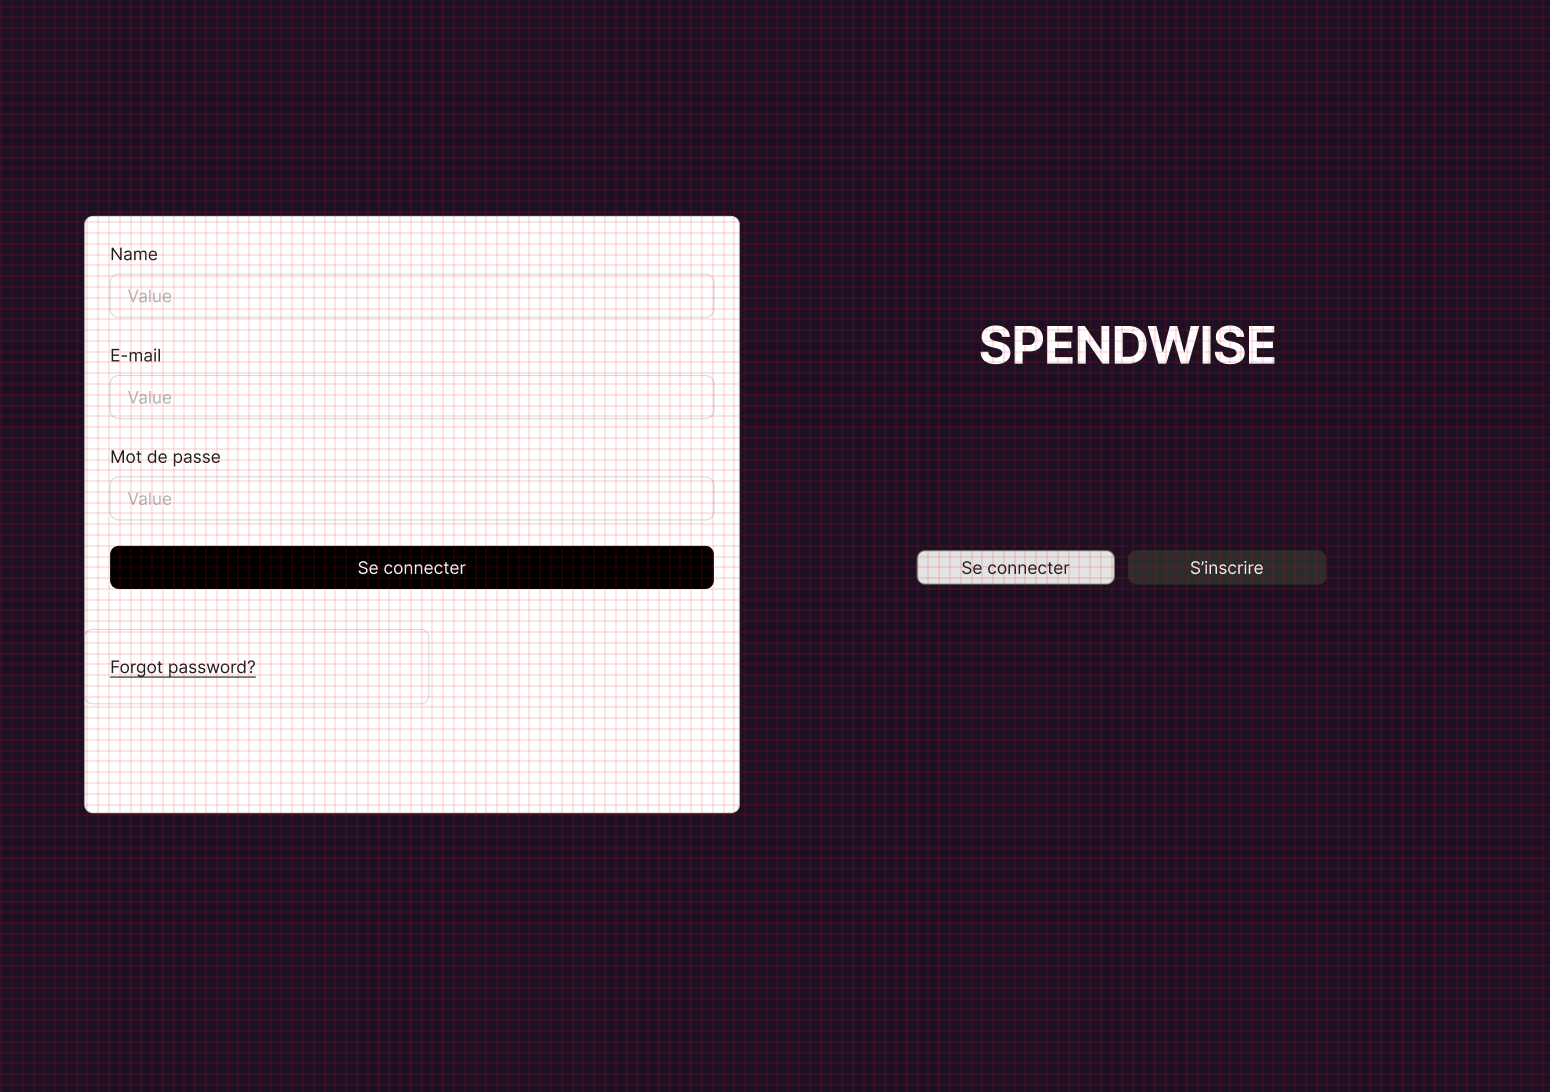 Name
Value
E-mail
Value
Mot de passe
Value
Se connecter
Forgot password?
SPENDWISE
Se connecter
S’inscrire